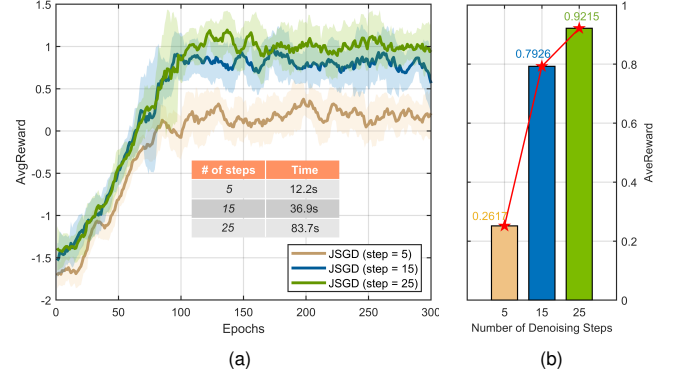 1.5
1
0.5
0
-0.5
-1
-1.5
-2
AvgReward
0 50 100 150 200 250 300
Epochs
# of steps Time
5 12.2s
15 36.9s
25 83.7s
JSGD (step = 5)
JSGD (step = 15)
JSGD (step = 25)
(a)
0.9215
0.7926
0.2617
1
0.8
0.6
0.4
0.2
0
AveReward
5 15 25
Number of Denoising Steps
(b)